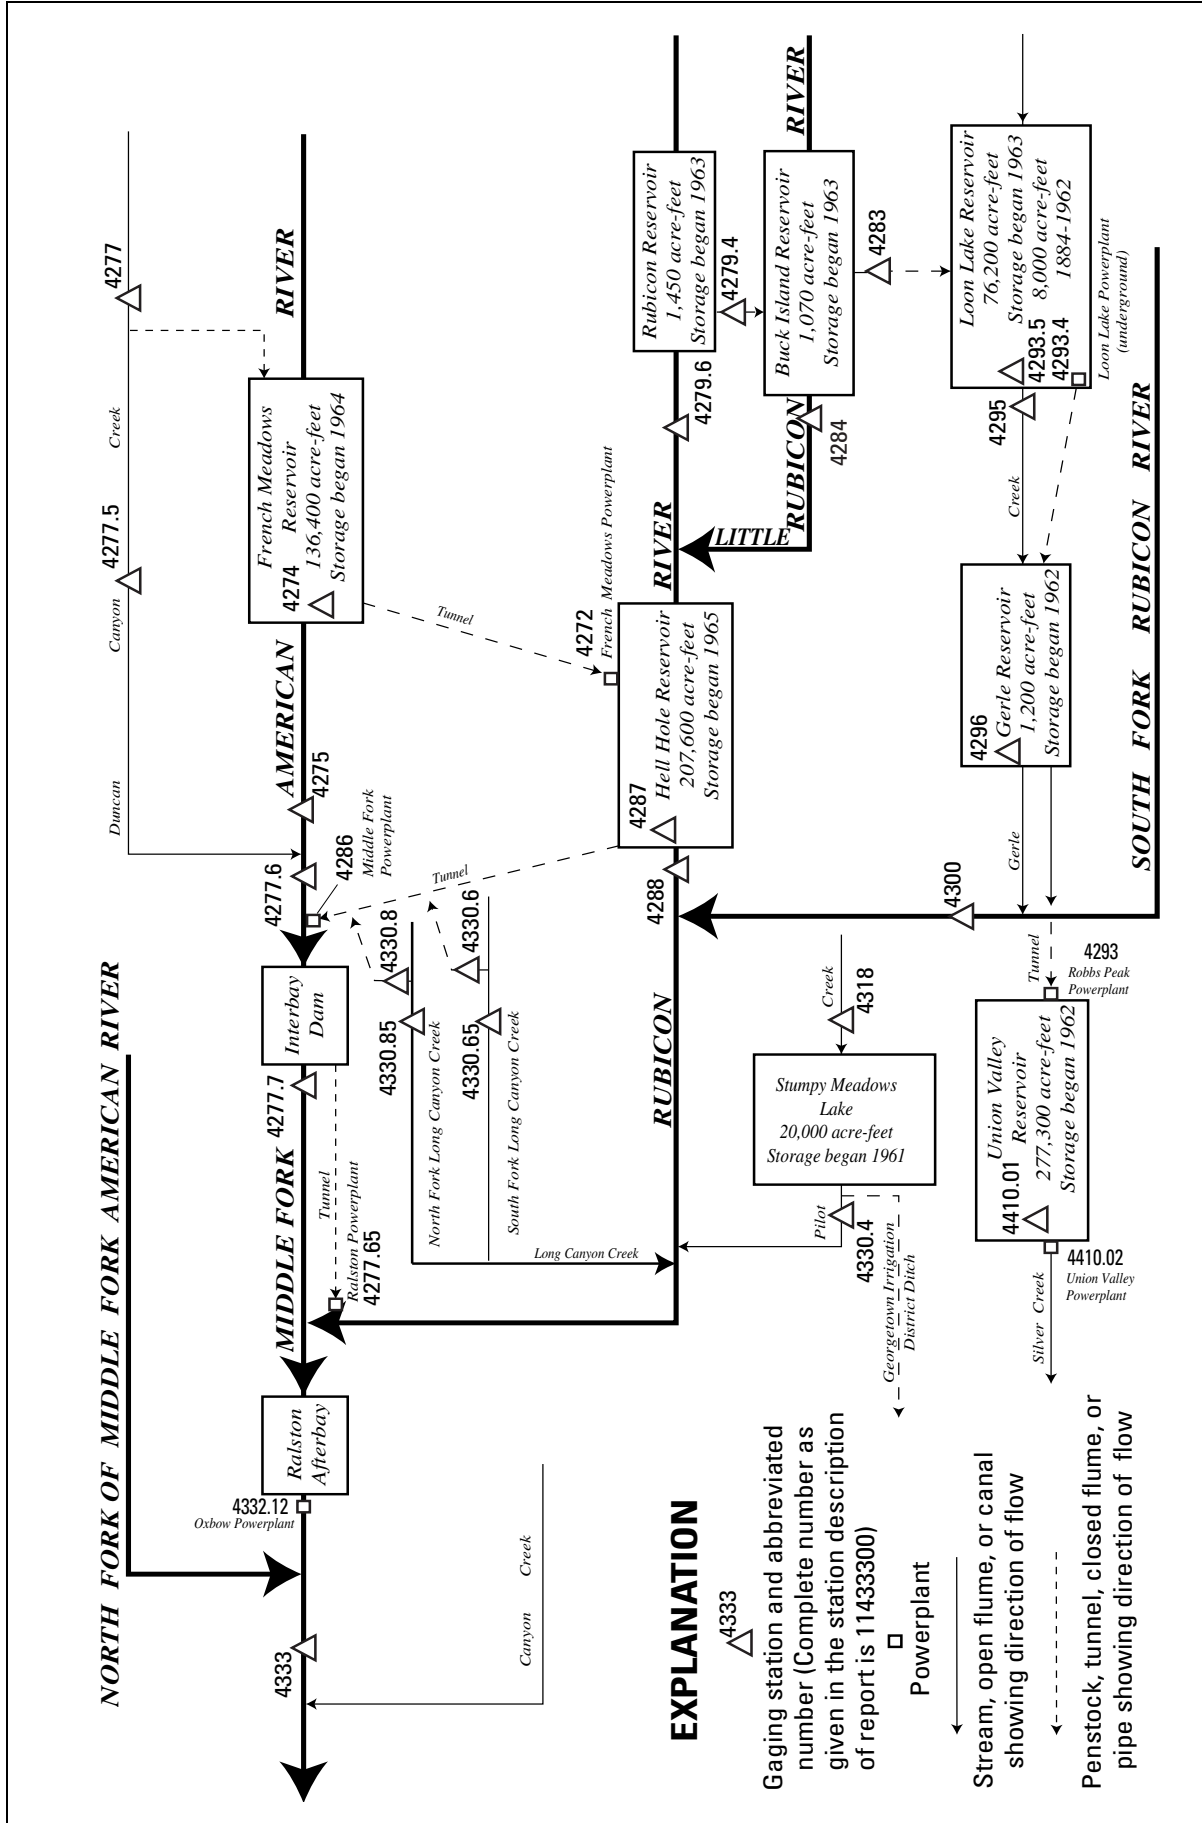 NORTH FORK OF MIDDLE FORK AMERICAN RIVER
Duncan
Canyon
Creek
4277.5
4277
MIDDLE FORK
AMERICAN
RIVER
French Meadows
Reservoir
4274
136,400 acre-feet
Storage began 1964
4275
4277.6
4286
Middle Fork
Powerplant
Interbay
Dam
4277.7
Tunnel
Ralston Powerplant
4277.65
Ralston
Afterbay
4332.12
Oxbow Powerplant
4333
Canyon
Creek
Tunnel
4272
French Meadows Powerplant
Tunnel
4330.8
4330.6
4330.85
4330.65
North Fork Long Canyon Creek
South Fork Long Canyon Creek
Long Canyon Creek
RUBICON
RIVER
4288
4287
Hell Hole Reservoir
207,600 acre-feet
Storage began 1965
4279.6
Rubicon Reservoir
1,450 acre-feet
Storage began 1963
4279.4
LITTLE
RUBICON
RIVER
4284
Buck Island Reservoir
1,070 acre-feet
Storage began 1963
4283
Loon Lake Reservoir
76,200 acre-feet
Storage began 1963
8,000 acre-feet
1884-1962
4293.5
4293.4
Loon Lake Powerplant
(underground)
4295
Creek
Gerle
4296
Gerle Reservoir
1,200 acre-feet
Storage began 1962
SOUTH FORK RUBICON RIVER
4300
Tunnel
4293
Robbs Peak
Powerplant
Union Valley
Reservoir
4410.01
277,300 acre-feet
Storage began 1962
4410.02
Union Valley
Powerplant
Silver Creek
Creek
4318
Stumpy Meadows
Lake
20,000 acre-feet
Storage began 1961
Pilot
4330.4
Georgetown Irrigation
District Ditch
EXPLANATION
4333
Gaging station and abbreviated
number (Complete number as
given in the station description
of report is 11433300)
Powerplant
Stream, open flume, or canal
showing direction of flow
Penstock, tunnel, closed flume, or
pipe showing direction of flow